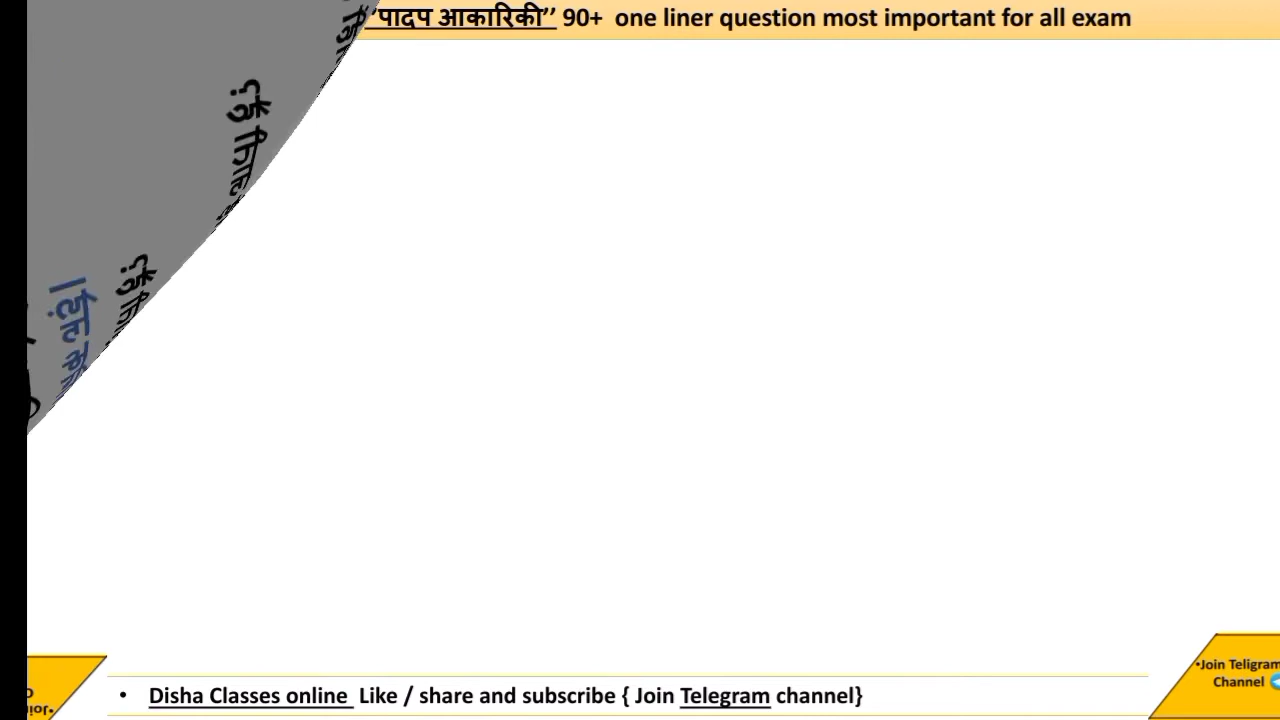 ’पादप आकारिकी’’ 90+ one liner question most important for all exam
है?
है?
है।
• Disha Classes online Like / share and subscribe { Join Telegram channel}
•Join Teligram
Channel